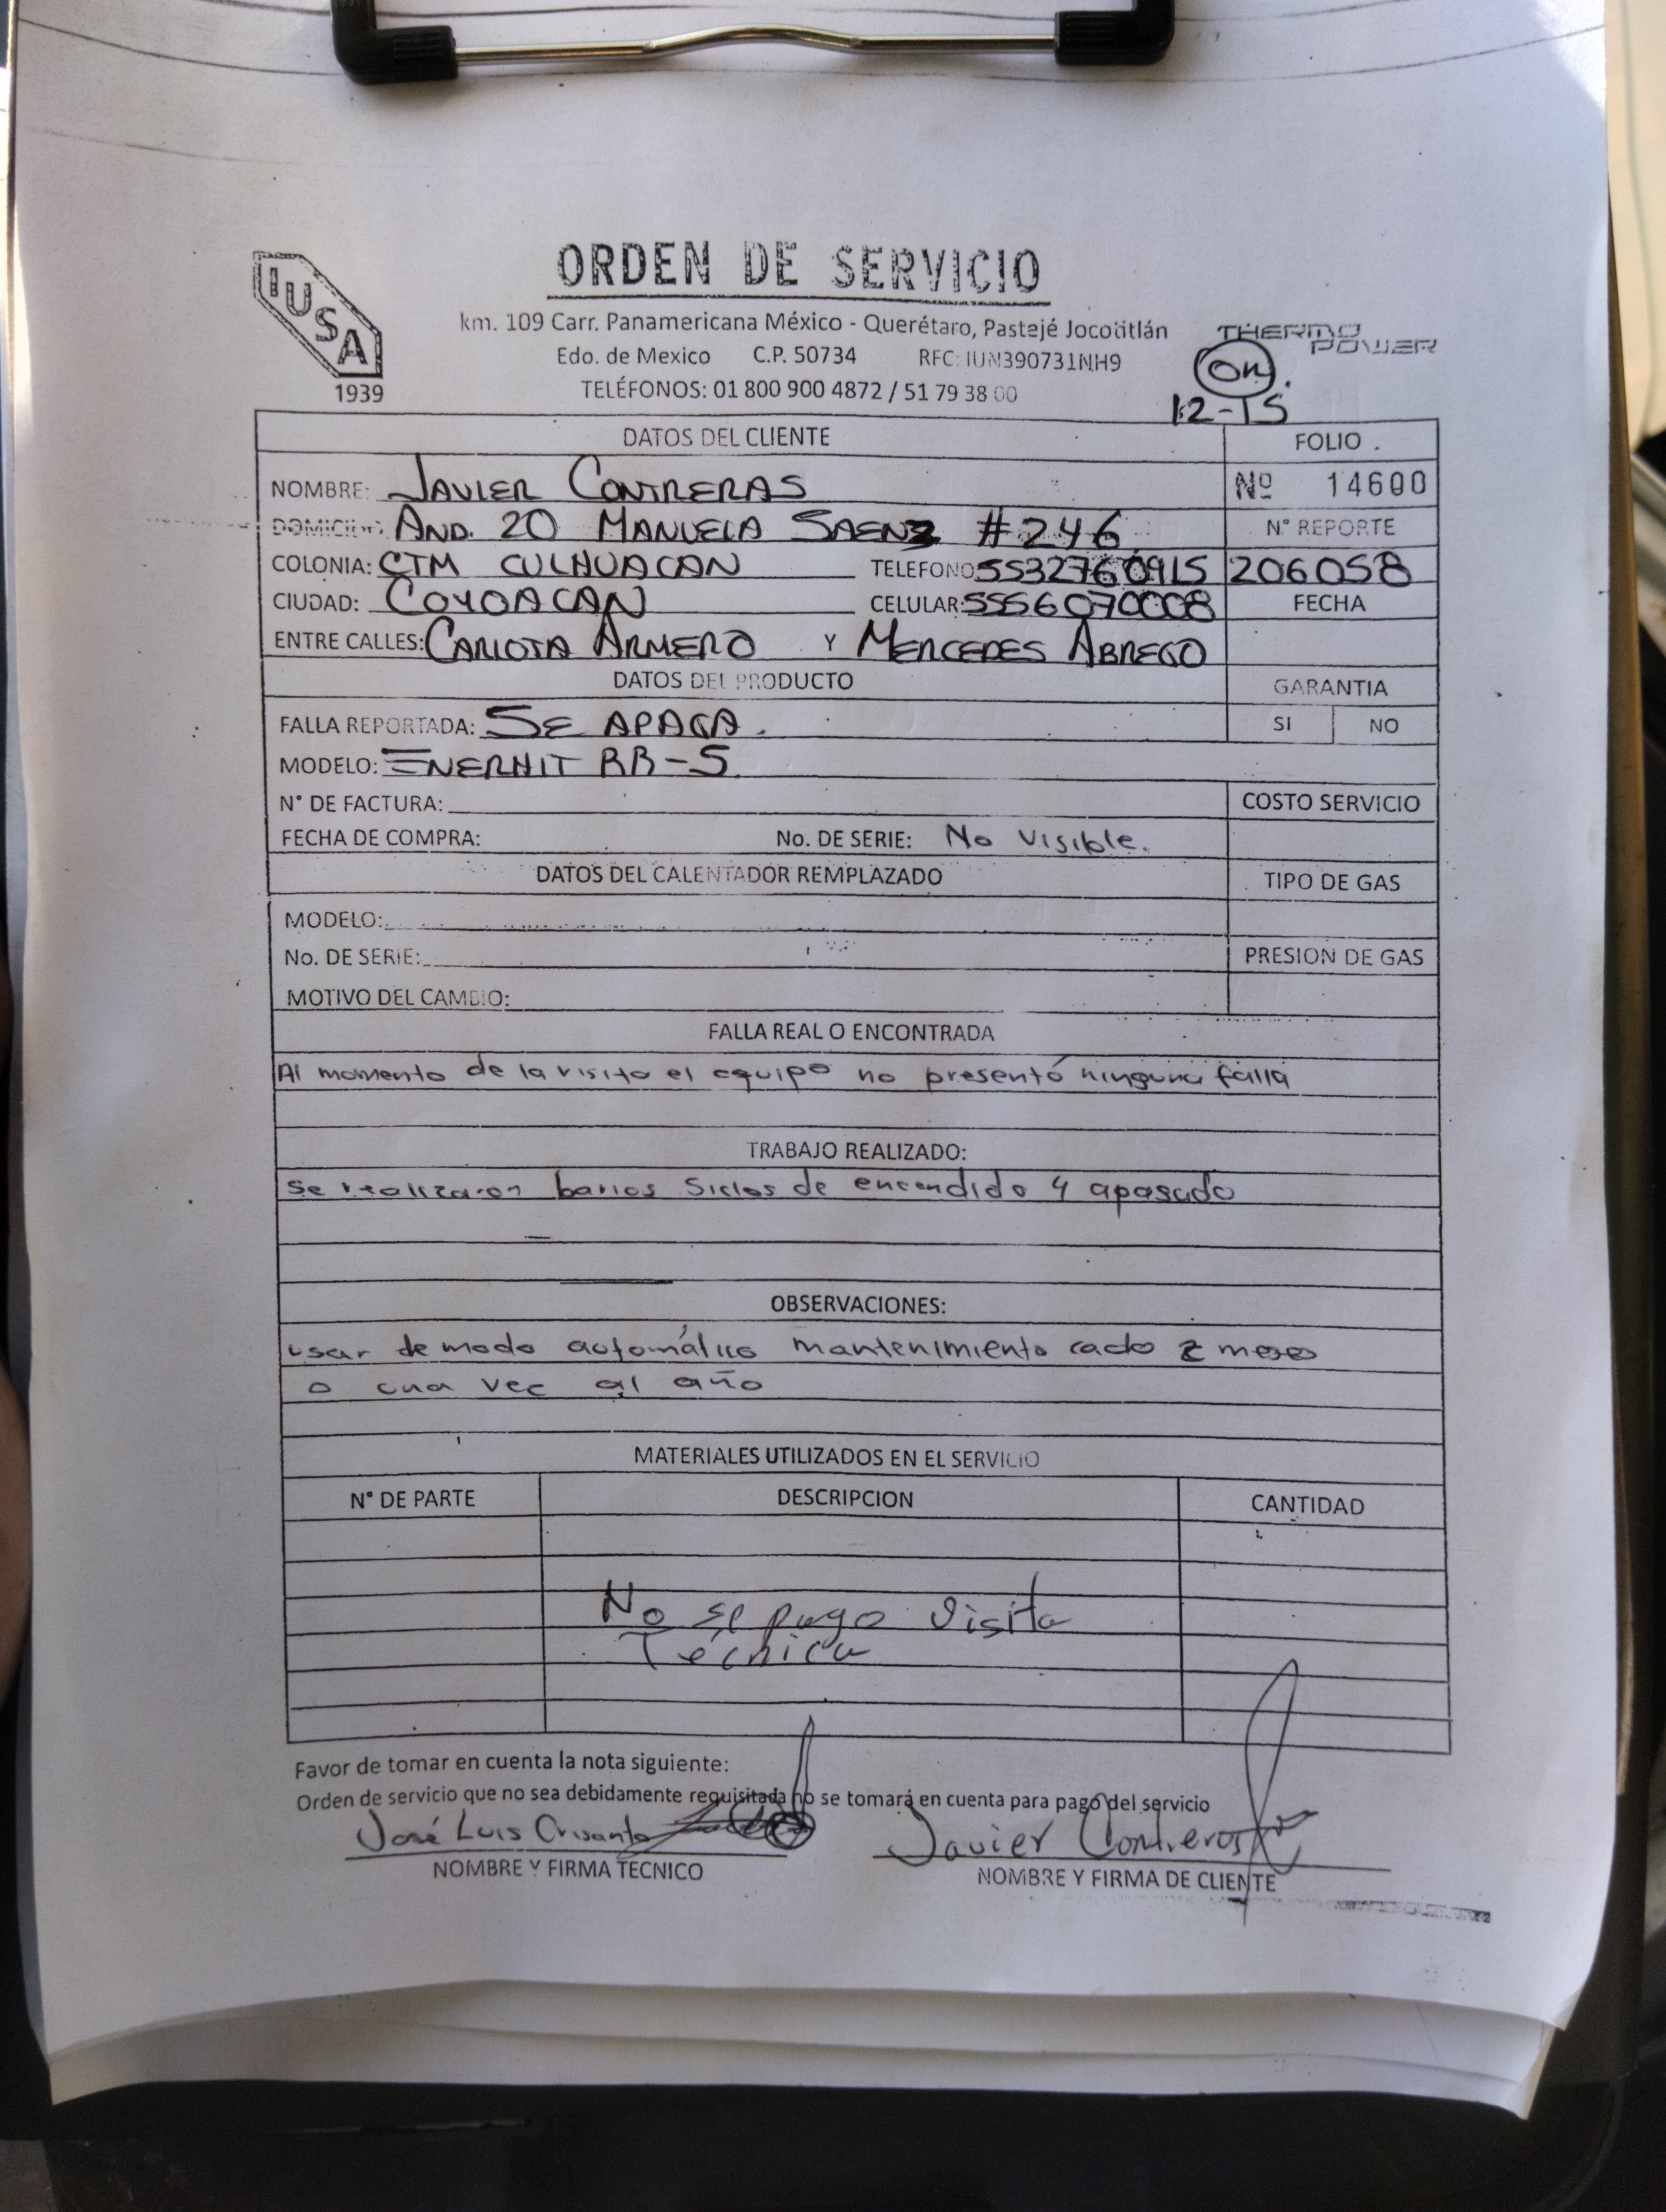 ORDEN DE SERVICIO
IUSA
1939
km. 109 Carr. Panamericana México - Querétaro, Pastejé Jocotitlán
Edo. de Mexico C.P. 50734 RFC: IUN390731NH9
TELÉFONOS: 01 800 900 4872 / 51 79 38 00
THERMO POWER
On.
12-15
DATOS DEL CLIENTE FOLIO .
NOMBRE: JAVIER CONTRERAS Nº 14600
DOMICILIO: AND. 20 MANUELA SAENZ #246 N° REPORTE
COLONIA: CTM CULHUACAN TELEFONO 5532760915 206058
CIUDAD: COYOACAN CELULAR: 5556070008 FECHA
ENTRE CALLES: CARLOTA ARMERO Y MERCEDES ABREGO
DATOS DEL PRODUCTO GARANTIA
FALLA REPORTADA: SE APAGA. SI NO
MODELO: ENERHIT RB-5
N° DE FACTURA: COSTO SERVICIO
FECHA DE COMPRA: No. DE SERIE: No Visible.
DATOS DEL CALENTADOR REMPLAZADO TIPO DE GAS
MODELO:
No. DE SERIE: PRESION DE GAS
MOTIVO DEL CAMBIO:
FALLA REAL O ENCONTRADA
Al momento de la visita el equipo no presentó ninguna falla
TRABAJO REALIZADO:
se realizaron barios Siclos de encendido y apagado
OBSERVACIONES:
usar de modo automático mantenimiento cada 2 meses
o una vec al año
MATERIALES UTILIZADOS EN EL SERVICIO
N° DE PARTE DESCRIPCION CANTIDAD
No se pago Visita
Técnica
Favor de tomar en cuenta la nota siguiente:
Orden de servicio que no sea debidamente requisitada no se tomará en cuenta para pago del servicio
José Luis Crisanto Javier Contreras
NOMBRE Y FIRMA TECNICO NOMBRE Y FIRMA DE CLIENTE